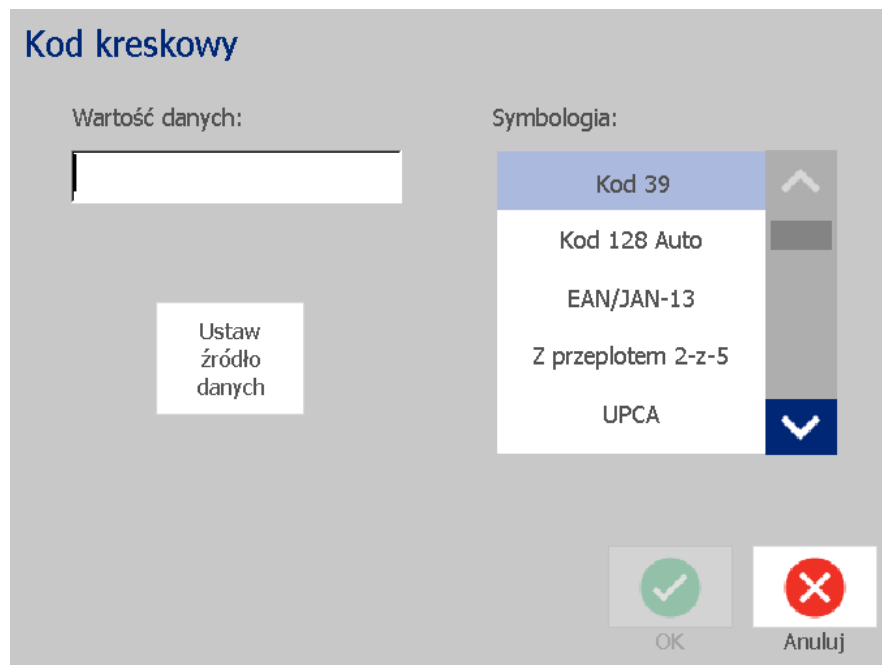 Kod kreskowy
Wartość danych:
Symbologia:
Kod 39
Kod 128 Auto
EAN/JAN-13
Z przeplotem 2-z-5
UPCA
Ustaw
źródło
danych
OK
Anuluj